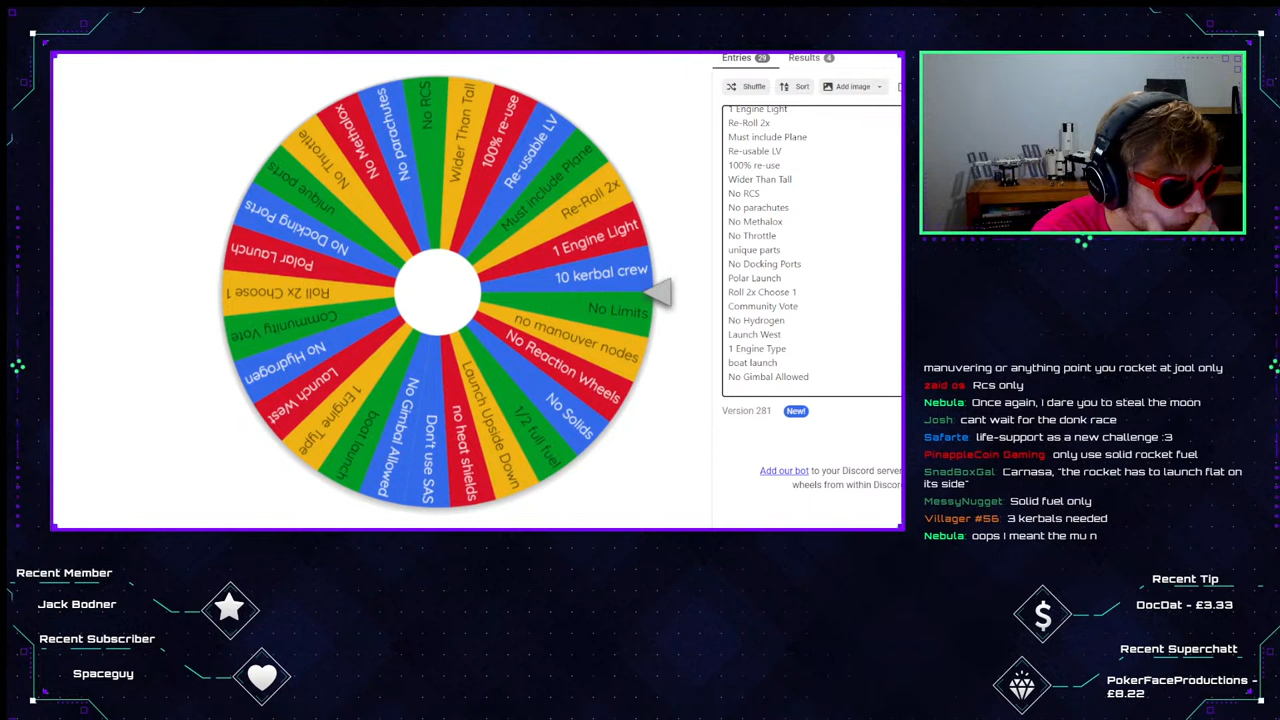 No RCS
Wider Than Tall
100% re-use
Re-usable LV
Must include Plane
Re-Roll 2x
1 Engine Light
10 kerbal crew
No Limits
no manouver nodes
No Reaction Wheels
No Solids
1/2 full fuel
Launch Upside Down
no heat shields
Don't use SAS
No Gimbal Allowed
boat launch
1 Engine Type
Launch West
No Hydrogen
Community Vote
Roll 2x Choose 1
Polar Launch
No Docking Ports
unique parts
No Throttle
No Methalox
No parachutes
Entries 29
Results 4
Shuffle
Sort
Add image
1 Engine Light
Re-Roll 2x
Must include Plane
Re-usable LV
100% re-use
Wider Than Tall
No RCS
No parachutes
No Methalox
No Throttle
unique parts
No Docking Ports
Polar Launch
Roll 2x Choose 1
Community Vote
No Hydrogen
Launch West
1 Engine Type
boat launch
No Gimbal Allowed
Version 281 New!
Add our bot to your Discord server
wheels from within Discor
manuvering or anything point you rocket at jool only
zaid os Rcs only
Nebula: Once again, I dare you to steal the moon
Josh: cant wait for the donk race
Safarte: life-support as a new challenge :3
PinappleCoin Gaming: only use solid rocket fuel
SnadBoxGal: Carnasa, "the rocket has to launch flat on
its side"
MessyNugget: Solid fuel only
Villager #56: 3 kerbals needed
Nebula: oops I meant the mu n
Recent Member
Jack Bodner
Recent Subscriber
Spaceguy
Recent Tip
DocDat - £3.33
Recent Superchatt
PokerFaceProductions -
£8.22